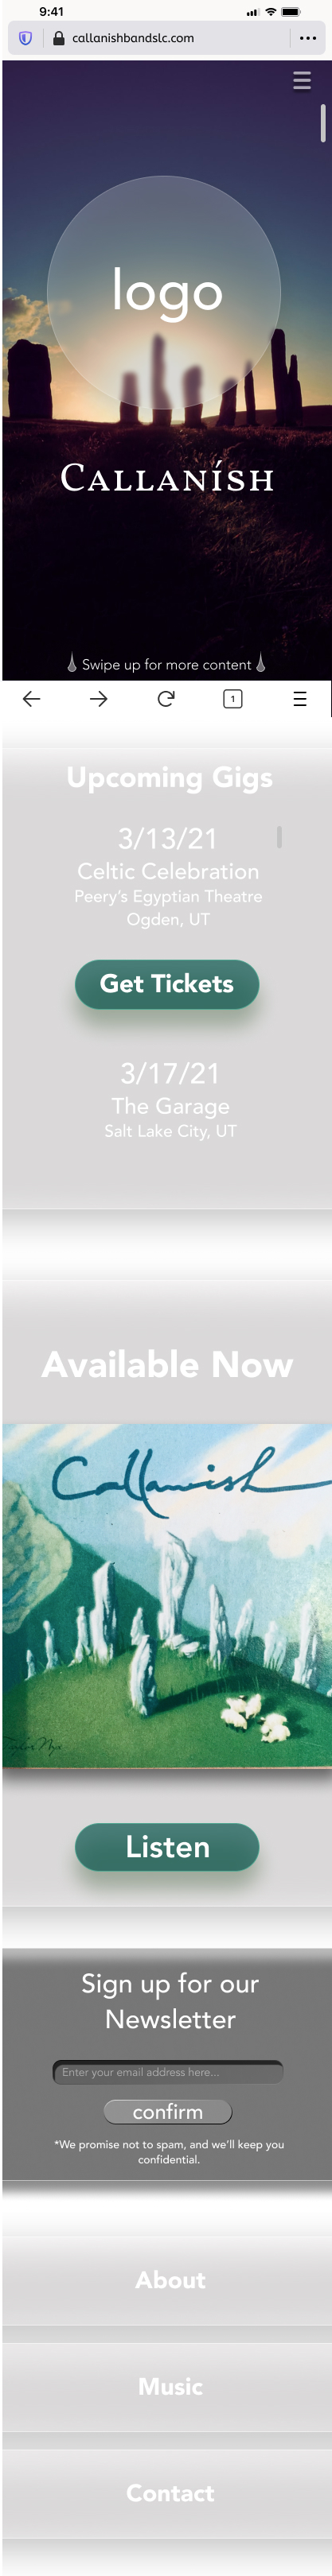 9:41
callanishbandslc.com
logo
CALLANÍSH
Swipe up for more content
1
Upcoming Gigs
3/13/21
Celtic Celebration
Peery's Egyptian Theatre
Ogden, UT
Get Tickets
3/17/21
The Garage
Salt Lake City, UT
Available Now
Callanish
Listen
Sign up for our
Newsletter
Enter your email address here...
confirm
*We promise not to spam, and we'll keep you
confidential.
About
Music
Contact